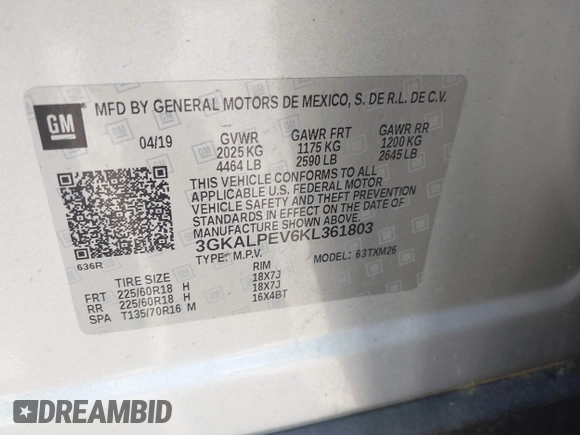 GM
MFD BY GENERAL MOTORS DE MEXICO, S. DE R.L. DE C.V.
04/19 GVWR GAWR FRT GAWR RR
2025 KG 1175 KG 1200 KG
4464 LB 2590 LB 2645 LB
THIS VEHICLE CONFORMS TO ALL
APPLICABLE U.S. FEDERAL MOTOR
VEHICLE SAFETY AND THEFT PREVENTION
STANDARDS IN EFFECT ON THE DATE OF
MANUFACTURE SHOWN ABOVE.
3GKALPEV6KL361803
636R TYPE: M.P.V. MODEL: 63TXM26
TIRE SIZE RIM
FRT 225/60R18 H 18X7J
RR 225/60R18 H 18X7J
SPA T135/70R16 M 16X4BT
DREAMBID